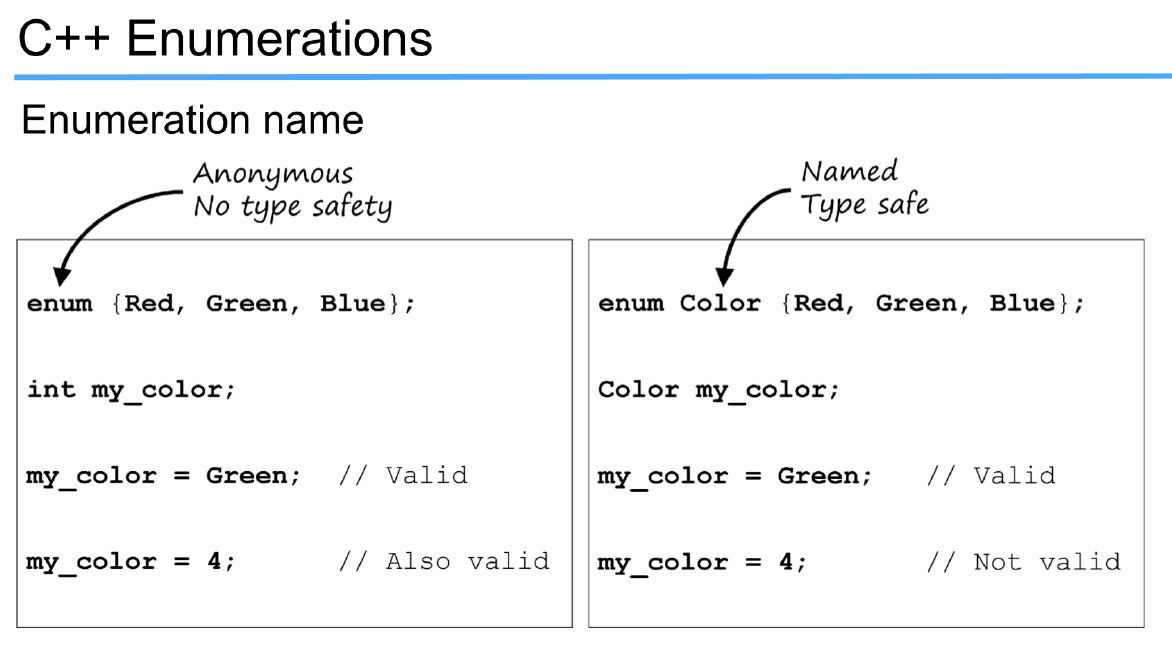 C++ Enumerations
Enumeration name
Anonymous
No type safety
enum {Red, Green, Blue};
int my_color;
my_color = Green; // Valid
my_color = 4; // Also valid
Named
Type safe
enum Color {Red, Green, Blue};
Color my_color;
my_color = Green; // Valid
my_color = 4; // Not valid